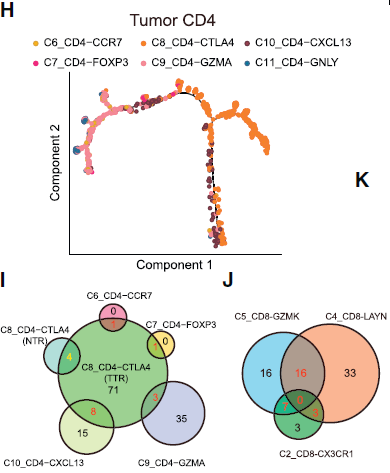 H
Tumor CD4
C6_CD4-CCR7
C8_CD4-CTLA4
C10_CD4-CXCL13
C7_CD4-FOXP3
C9_CD4-GZMA
C11_CD4-GNLY
Component 2
Component 1
K
I
C6_CD4-CCR7
0
1
C7_CD4-FOXP3
0
C8_CD4-CTLA4
(NTR)
4
C8_CD4-CTLA4
(TTR)
71
3
35
8
15
C10_CD4-CXCL13
C9_CD4-GZMA
J
C5_CD8-GZMK
C4_CD8-LAYN
16
16
33
0
3
3
C2_CD8-CX3CR1